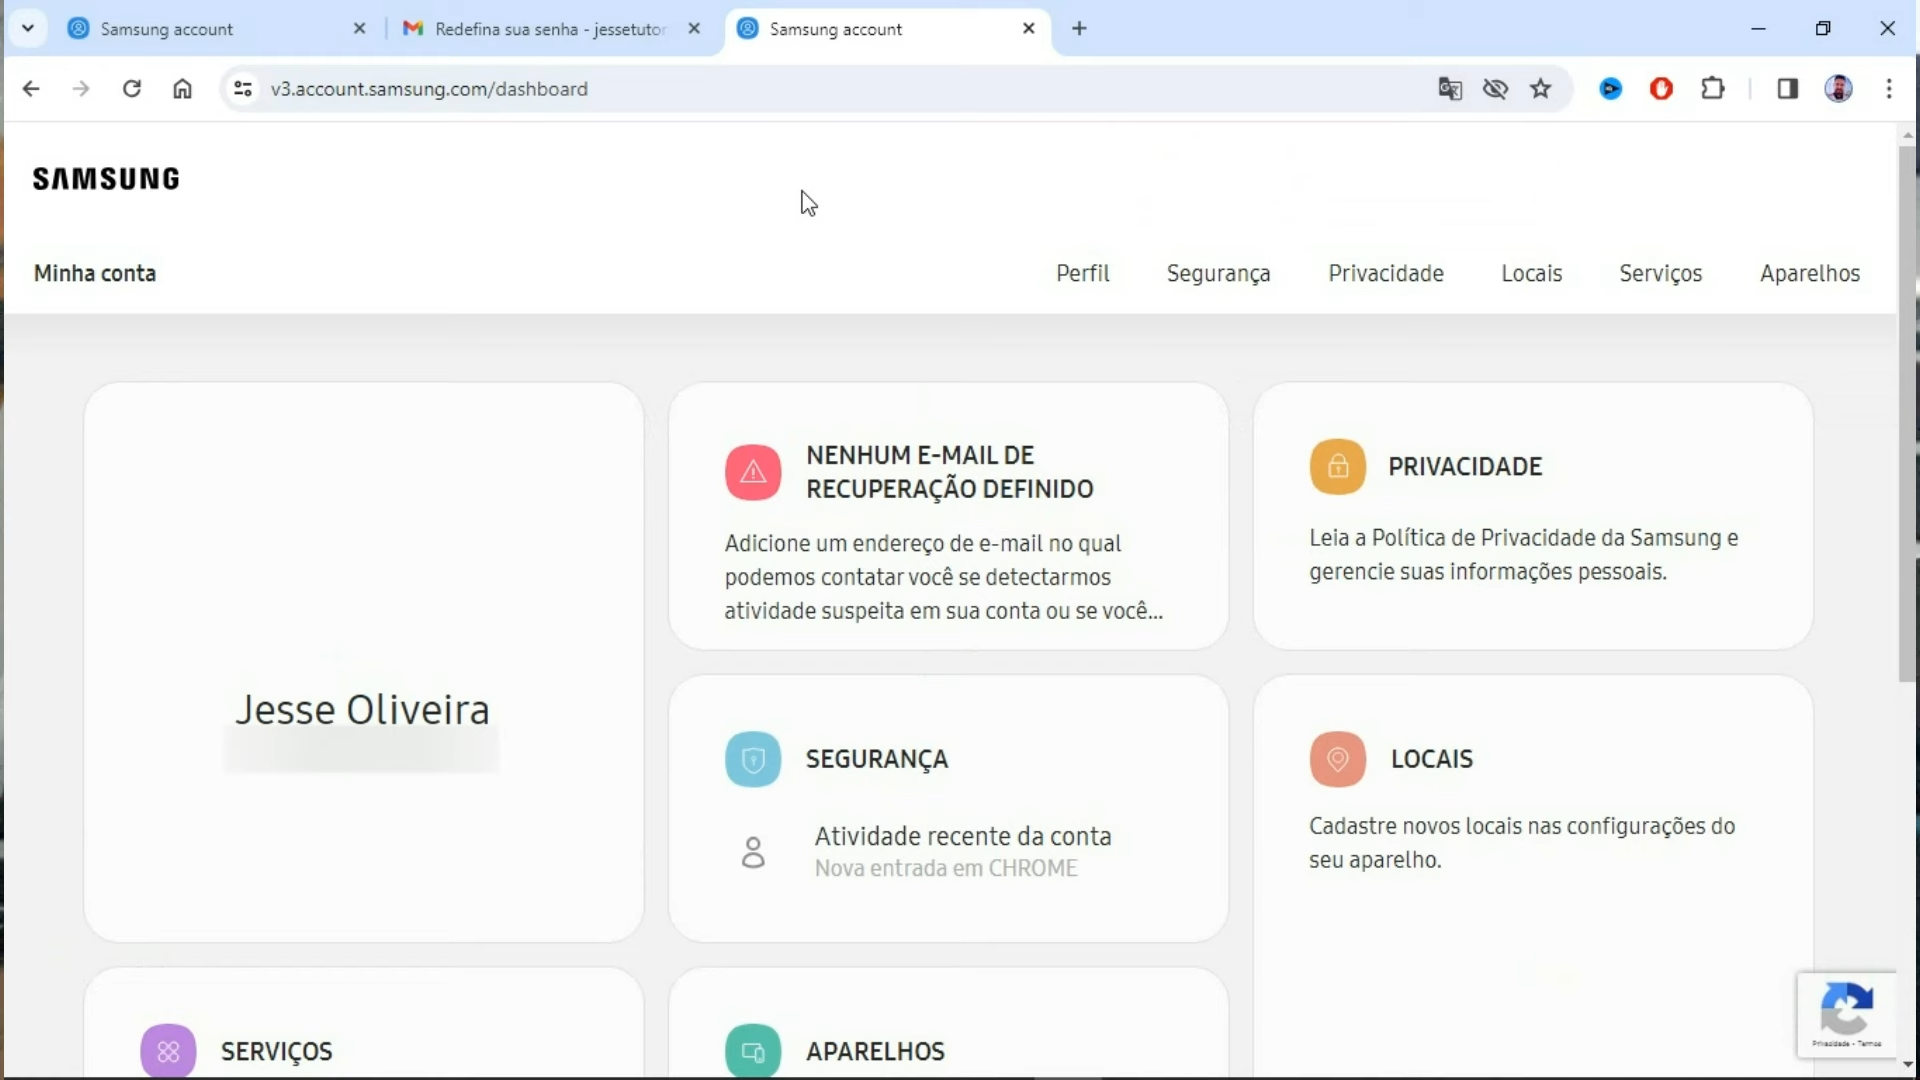 Samsung account
Redefina sua senha - jessetutor
Samsung account
v3.account.samsung.com/dashboard
SAMSUNG
Minha conta
Perfil
Segurança
Privacidade
Locais
Serviços
Aparelhos
Jesse Oliveira
NENHUM E-MAIL DE
RECUPERAÇÃO DEFINIDO
Adicione um endereço de e-mail no qual
podemos contatar você se detectarmos
atividade suspeita em sua conta ou se você...
PRIVACIDADE
Leia a Política de Privacidade da Samsung e
gerencie suas informações pessoais.
SEGURANÇA
Atividade recente da conta
Nova entrada em CHROME
LOCAIS
Cadastre novos locais nas configurações do
seu aparelho.
SERVIÇOS
APARELHOS
Privacidade - Termos